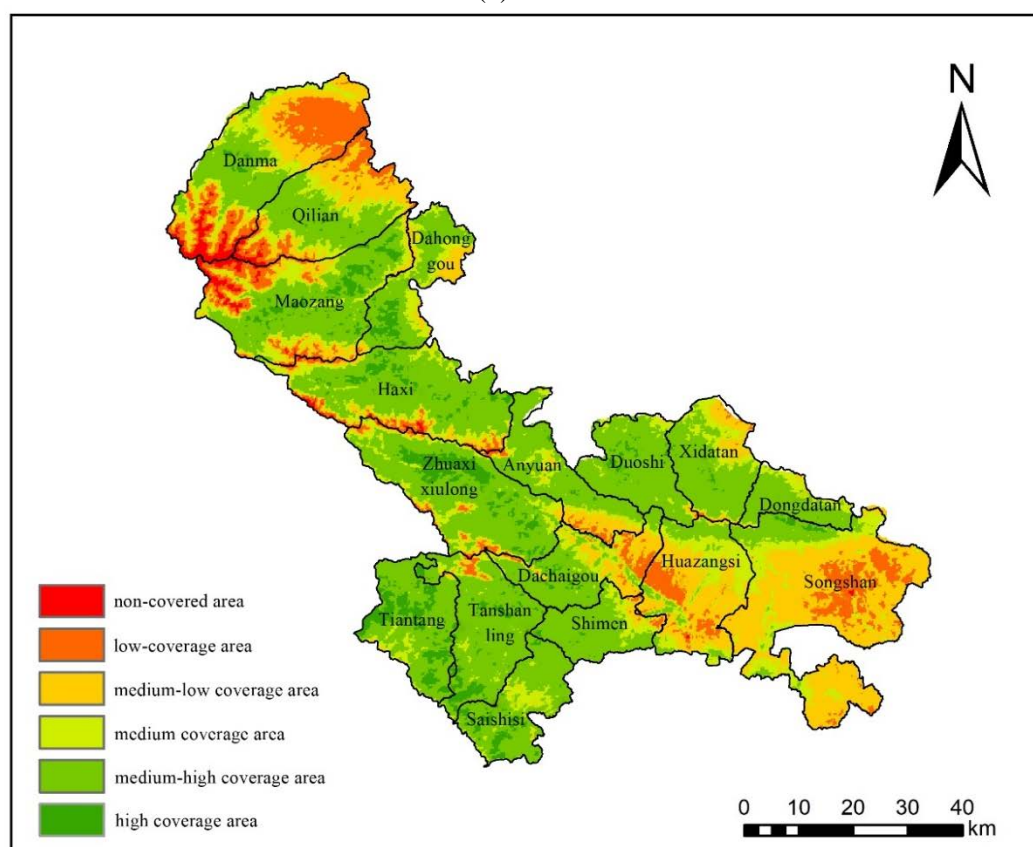 N
Danma
Qilian
Dahong
gou
Maozang
Haxi
Zhuaxi
xiulong
Anyuan
Duoshi
Xidatan
Dongdatan
Huazangsi
Songshan
Dachaigou
Tiantang
Tanshan
ling
Shimen
Saishisi
non-covered area
low-coverage area
medium-low coverage area
medium coverage area
medium-high coverage area
high coverage area
0 10 20 30 40
km